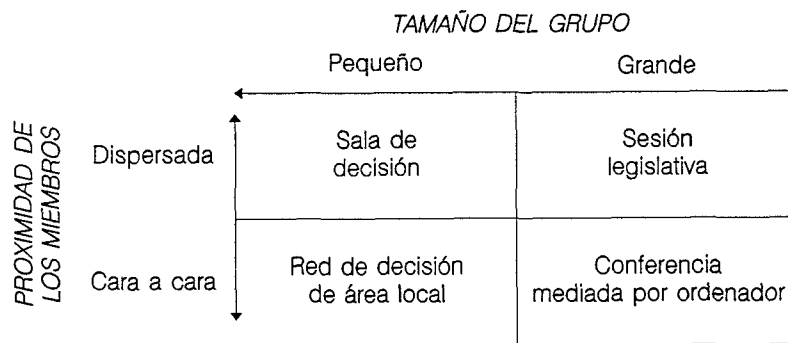 TAMAÑO DEL GRUPO
Pequeño
Grande
PROXIMIDAD DE
LOS MIEMBROS
Dispersada
Sala de
decisión
Sesión
legislativa
Cara a cara
Red de decisión
de área local
Conferencia
mediada por ordenador